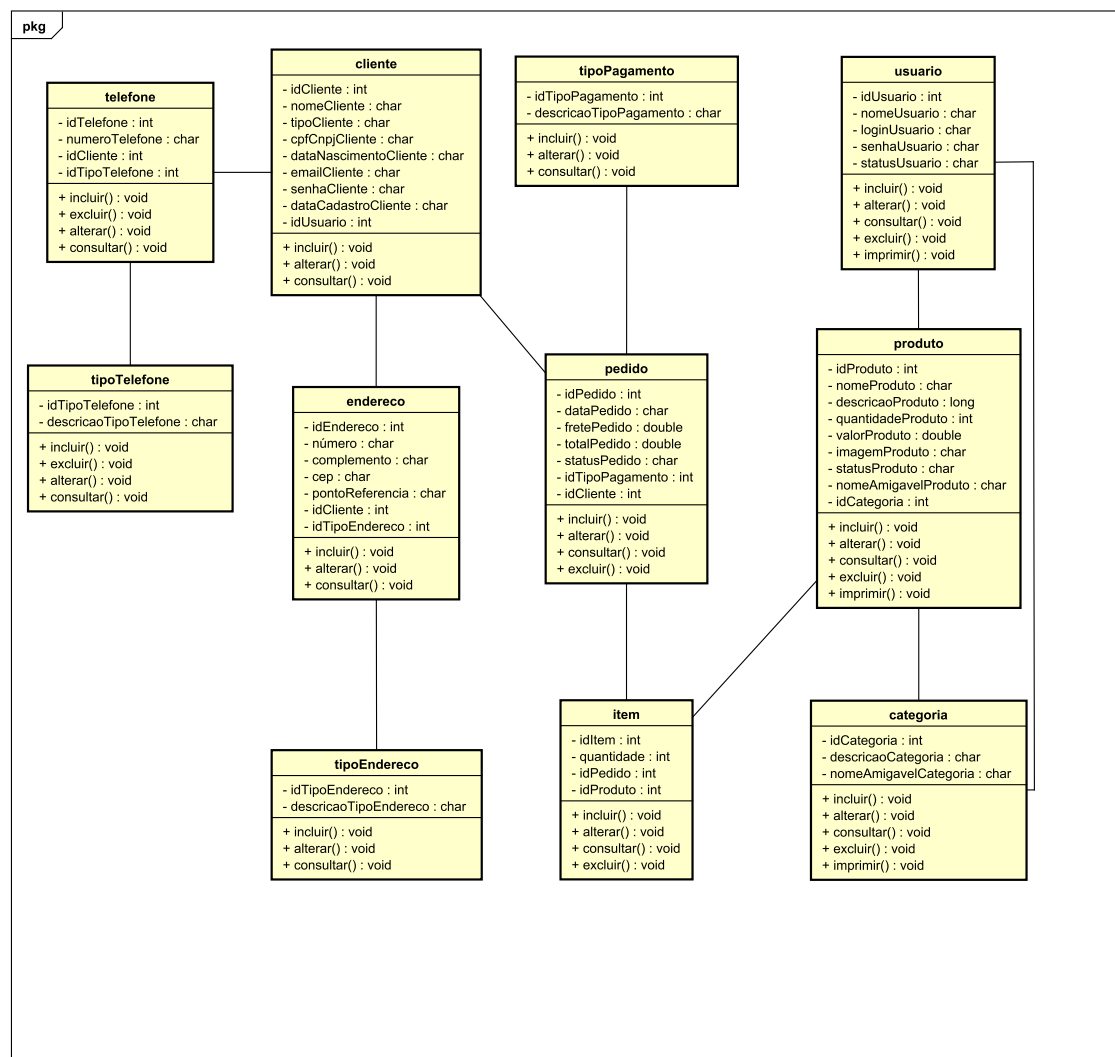 pkg
telefone
- idTelefone : int
- numeroTelefone : char
- idCliente : int
- idTipoTelefone : int
+ incluir() : void
+ excluir() : void
+ alterar() : void
+ consultar() : void
cliente
- idCliente : int
- nomeCliente : char
- tipoCliente : char
- cpfCnpjCliente : char
- dataNascimentoCliente : char
- emailCliente : char
- senhaCliente : char
- dataCadastroCliente : char
- idUsuario : int
+ incluir() : void
+ alterar() : void
+ consultar() : void
tipoPagamento
- idTipoPagamento : int
- descricaoTipoPagamento : char
+ incluir() : void
+ alterar() : void
+ consultar() : void
usuario
- idUsuario : int
- nomeUsuario : char
- loginUsuario : char
- senhaUsuario : char
- statusUsuario : char
+ incluir() : void
+ alterar() : void
+ consultar() : void
+ excluir() : void
+ imprimir() : void
tipoTelefone
- idTipoTelefone : int
- descricaoTipoTelefone : char
+ incluir() : void
+ excluir() : void
+ alterar() : void
+ consultar() : void
endereco
- idEndereco : int
- número : char
- complemento : char
- cep : char
- pontoReferencia : char
- idCliente : int
- idTipoEndereco : int
+ incluir() : void
+ alterar() : void
+ consultar() : void
pedido
- idPedido : int
- dataPedido : char
- fretePedido : double
- totalPedido : double
- statusPedido : char
- idTipoPagamento : int
- idCliente : int
+ incluir() : void
+ alterar() : void
+ consultar() : void
+ excluir() : void
produto
- idProduto : int
- nomeProduto : char
- descricaoProduto : long
- quantidadeProduto : int
- valorProduto : double
- imagemProduto : char
- statusProduto : char
- nomeAmigavelProduto : char
- idCategoria : int
+ incluir() : void
+ alterar() : void
+ consultar() : void
+ excluir() : void
+ imprimir() : void
tipoEndereco
- idTipoEndereco : int
- descricaoTipoEndereco : char
+ incluir() : void
+ alterar() : void
+ consultar() : void
item
- idItem : int
- quantidade : int
- idPedido : int
- idProduto : int
+ incluir() : void
+ alterar() : void
+ consultar() : void
+ excluir() : void
categoria
- idCategoria : int
- descricaoCategoria : char
- nomeAmigavelCategoria : char
+ incluir() : void
+ alterar() : void
+ consultar() : void
+ excluir() : void
+ imprimir() : void